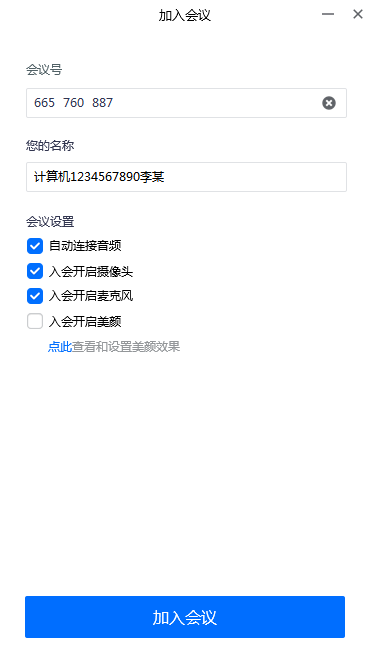 加入会议
会议号
665 760 887
您的名称
计算机1234567890李某
会议设置
自动连接音频
入会开启摄像头
入会开启麦克风
入会开启美颜
点此查看和设置美颜效果
加入会议